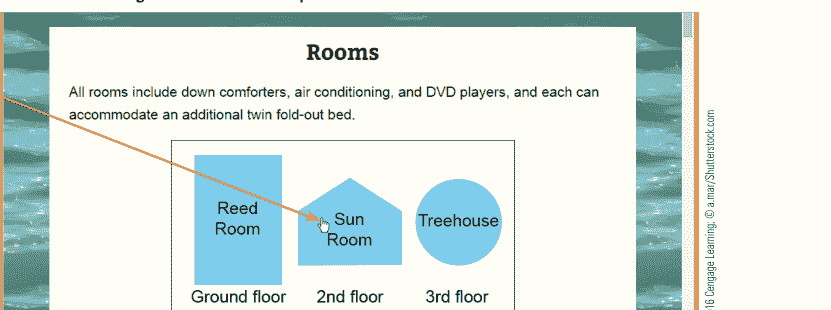 Rooms
All rooms include down comforters, air conditioning, and DVD players, and each can
accommodate an additional twin fold-out bed.
Reed
Room
Sun
Room
Treehouse
Ground floor
2nd floor
3rd floor
16 Cengage Learning; © a.mar/Shutterstock.com